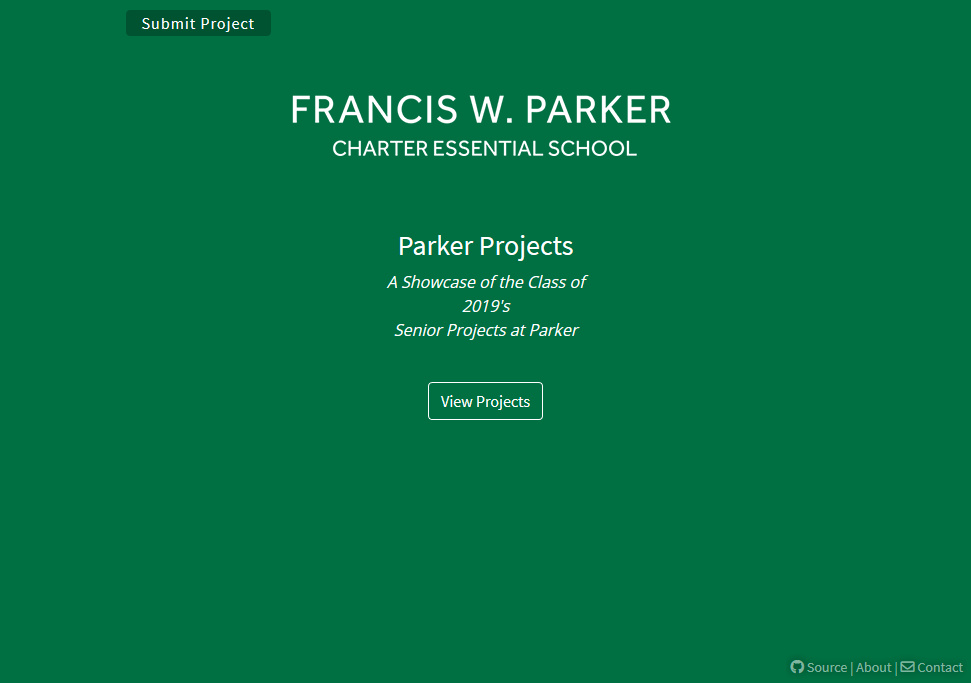 Submit Project
FRANCIS W. PARKER
CHARTER ESSENTIAL SCHOOL
Parker Projects
A Showcase of the Class of
2019's
Senior Projects at Parker
View Projects
Source | About | Contact